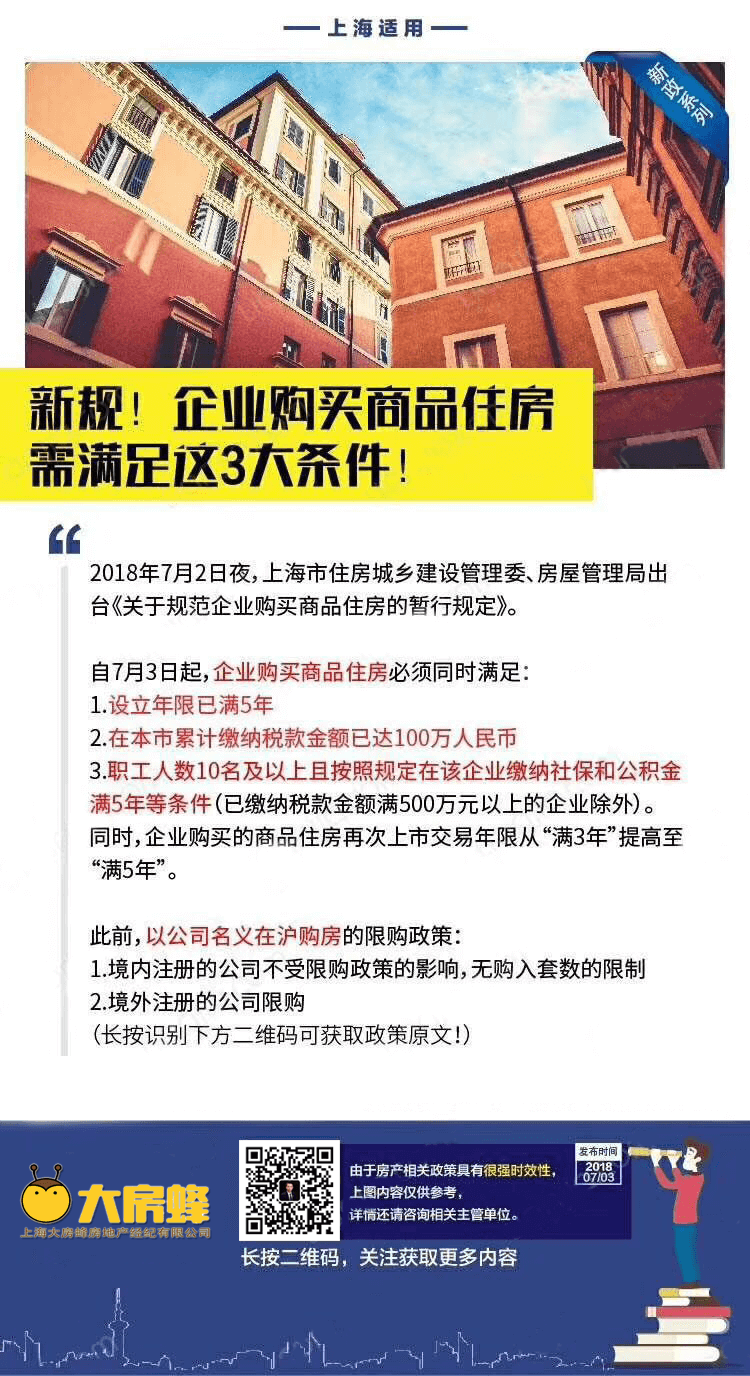 上海适用
新政系列
新规！企业购买商品住房
需满足这3大条件！
2018年7月2日夜，上海市住房城乡建设管理委、房屋管理局出
台《关于规范企业购买商品住房的暂行规定》。
自7月3日起，企业购买商品住房必须同时满足：
1.设立年限已满5年
2.在本市累计缴纳税款金额已达100万人民币
3.职工人数10名及以上且按照规定在该企业缴纳社保和公积金
满5年等条件（已缴纳税款金额满500万元以上的企业除外）。
同时，企业购买的商品住房再次上市交易年限从“满3年”提高至
“满5年”。
此前，以公司名义在沪购房的限购政策：
1.境内注册的公司不受限购政策的影响，无购入套数的限制
2.境外注册的公司限购
（长按识别下方二维码可获取政策原文！）
大房蜂
上海大房蜂房地产经纪有限公司
由于房产相关政策具有很强时效性，
上图内容仅供参考，
详情还请咨询相关主管单位。
发布时间
2018
07/03
长按二维码，关注获取更多内容